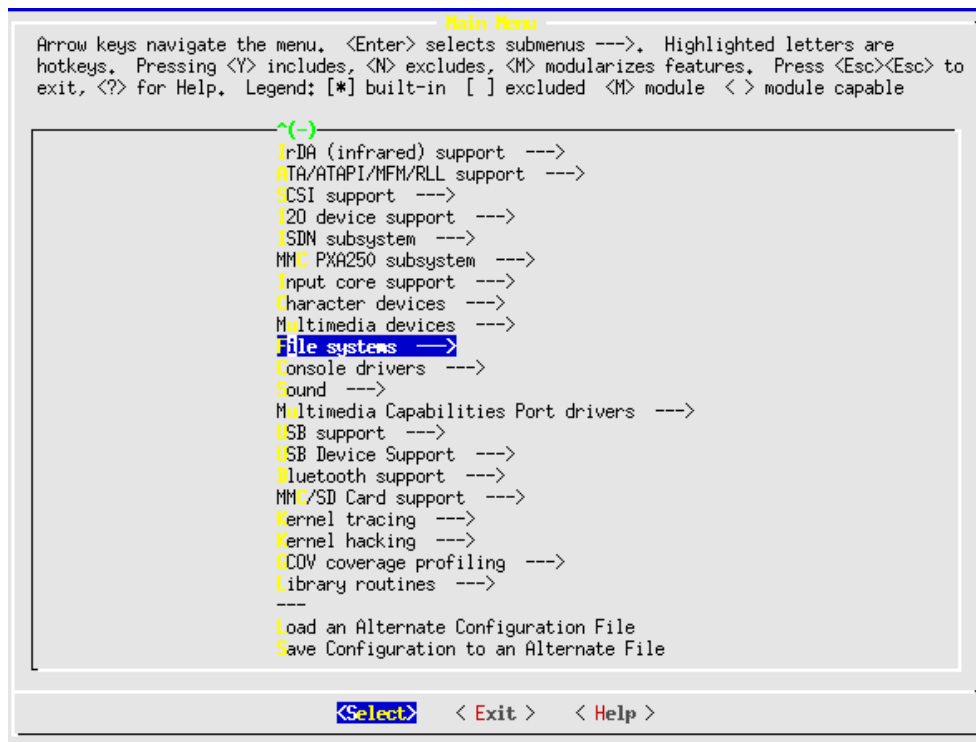 Main Menu
Arrow keys navigate the menu. <Enter> selects submenus --->. Highlighted letters are
hotkeys. Pressing <Y> includes, <N> excludes, <M> modularizes features. Press <Esc><Esc> to
exit, <?> for Help. Legend: [*] built-in [ ] excluded <M> module < > module capable
^(-)
IrDA (infrared) support --->
ATA/ATAPI/MFM/RLL support --->
SCSI support --->
I2O device support --->
ISDN subsystem --->
MMC PXA250 subsystem --->
Input core support --->
Character devices --->
Multimedia devices --->
File systems --->
Console drivers --->
Sound --->
Multimedia Capabilities Port drivers --->
USB support --->
USB Device Support --->
Bluetooth support --->
MMC/SD Card support --->
Kernel tracing --->
Kernel hacking --->
GCOV coverage profiling --->
Library routines --->
---
Load an Alternate Configuration File
Save Configuration to an Alternate File
<Select> < Exit > < Help >